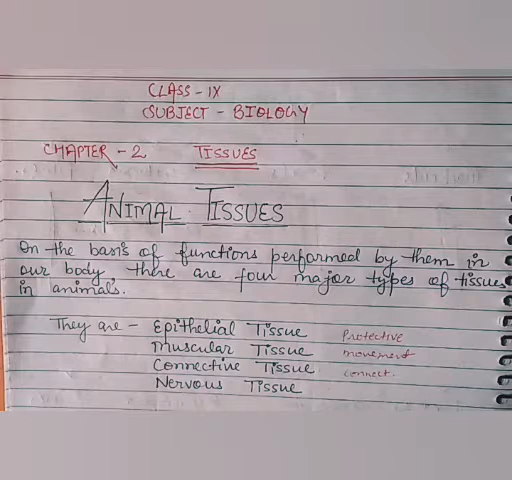 CLASS - IX
SUBJECT - BIOLOGY
CHAPTER - 2 TISSUES
ANIMAL TISSUES
On the basis of functions performed by them in
our body, there are four major types of tissues
in animals.
They are - Epithelial Tissue Protective
Muscular Tissue movement
Connective Tissue connect.
Nervous Tissue